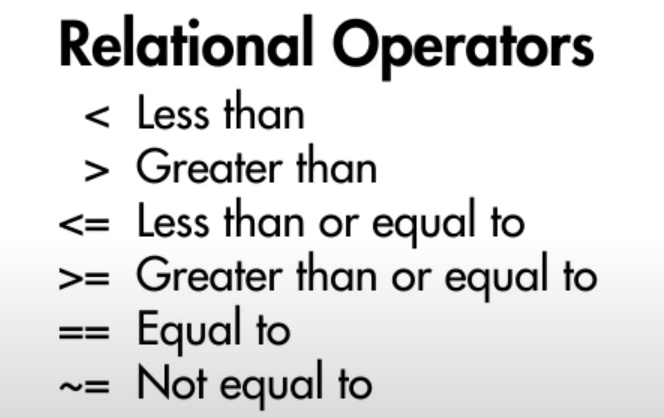 Relational Operators
< Less than
> Greater than
<= Less than or equal to
>= Greater than or equal to
== Equal to
~= Not equal to